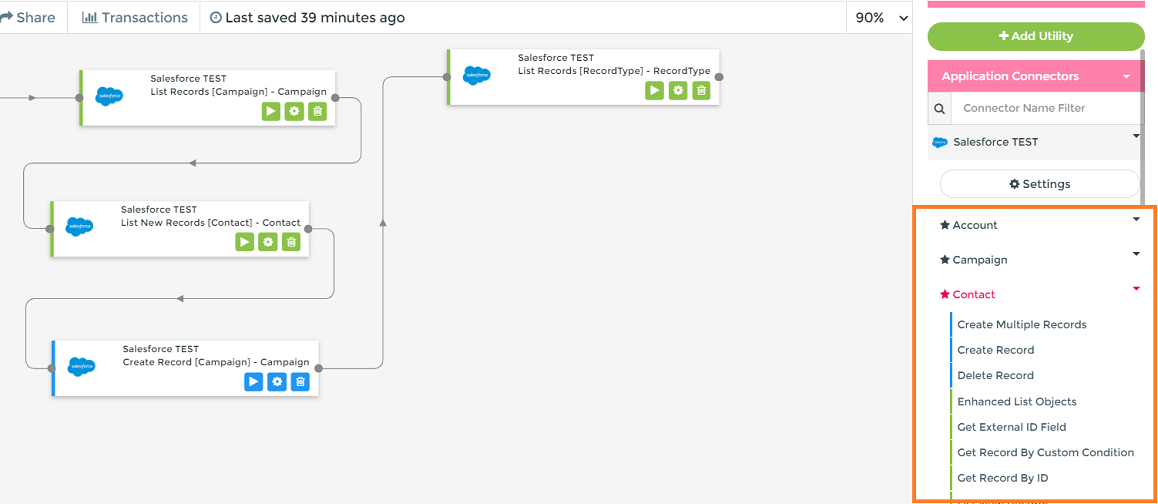 Share
Transactions
Last saved 39 minutes ago
90%
Salesforce TEST
List Records [Campaign] - Campaign
Salesforce TEST
List New Records [Contact] - Contact
Salesforce TEST
Create Record [Campaign] - Campaign
Salesforce TEST
List Records [RecordType] - RecordType
Add Utility
Application Connectors
Connector Name Filter
Salesforce TEST
Settings
Account
Campaign
Contact
Create Multiple Records
Create Record
Delete Record
Enhanced List Objects
Get External ID Field
Get Record By Custom Condition
Get Record By ID